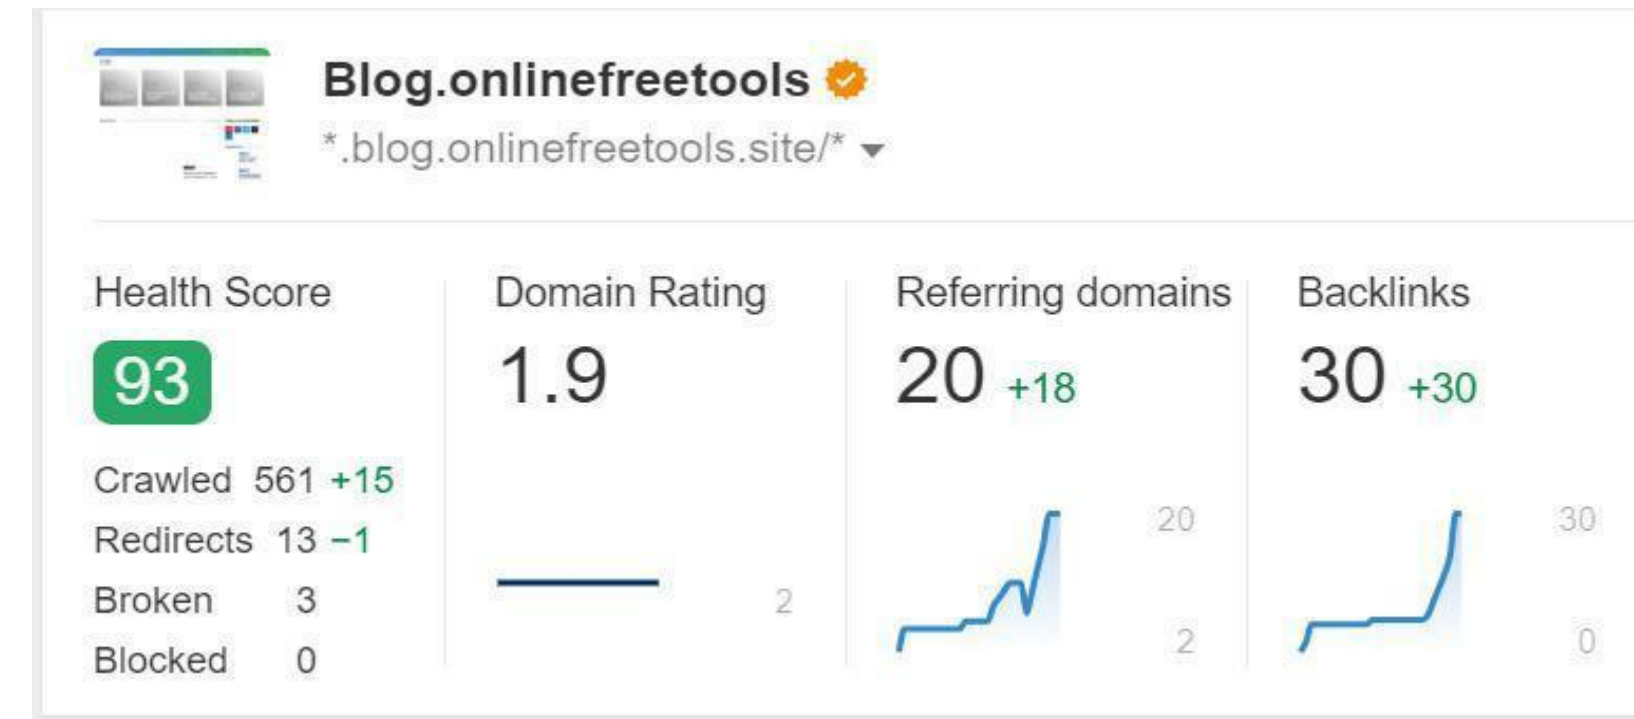 Blog.onlinefreetools
*.blog.onlinefreetools.site/*
Health Score
93
Crawled 561 +15
Redirects 13 −1
Broken 3
Blocked 0
Domain Rating
1.9
2
Referring domains
20 +18
20
2
Backlinks
30 +30
30
0